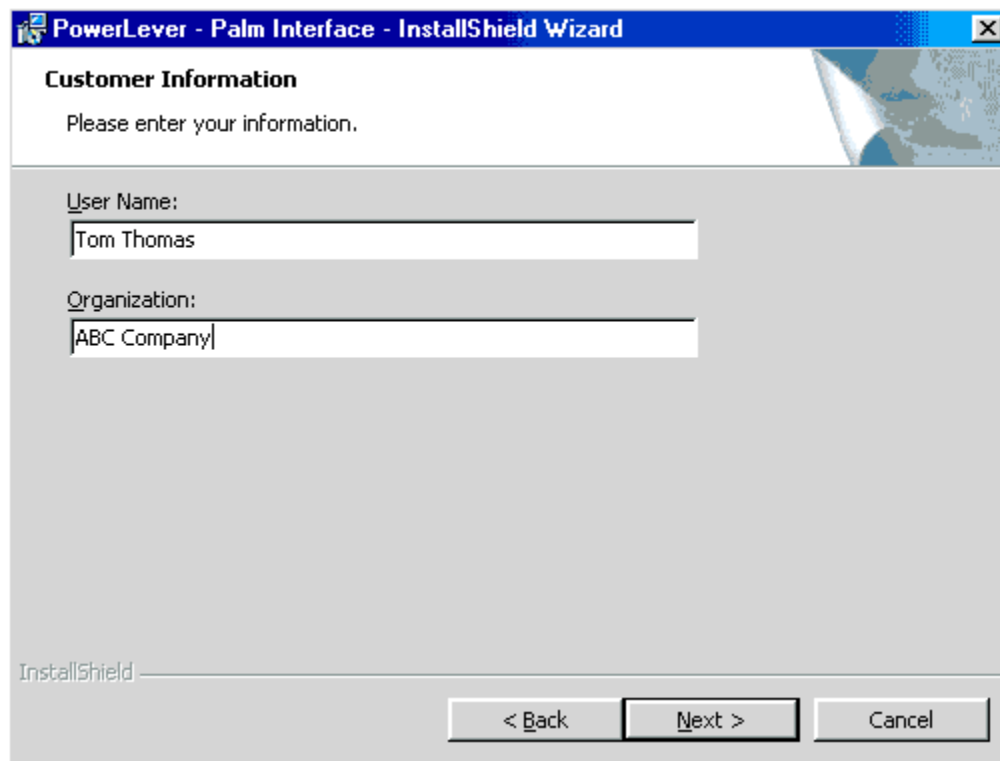 PowerLever - Palm Interface - InstallShield Wizard
Customer Information
Please enter your information.
User Name:
Tom Thomas
Organization:
ABC Company
InstallShield
< Back Next > Cancel